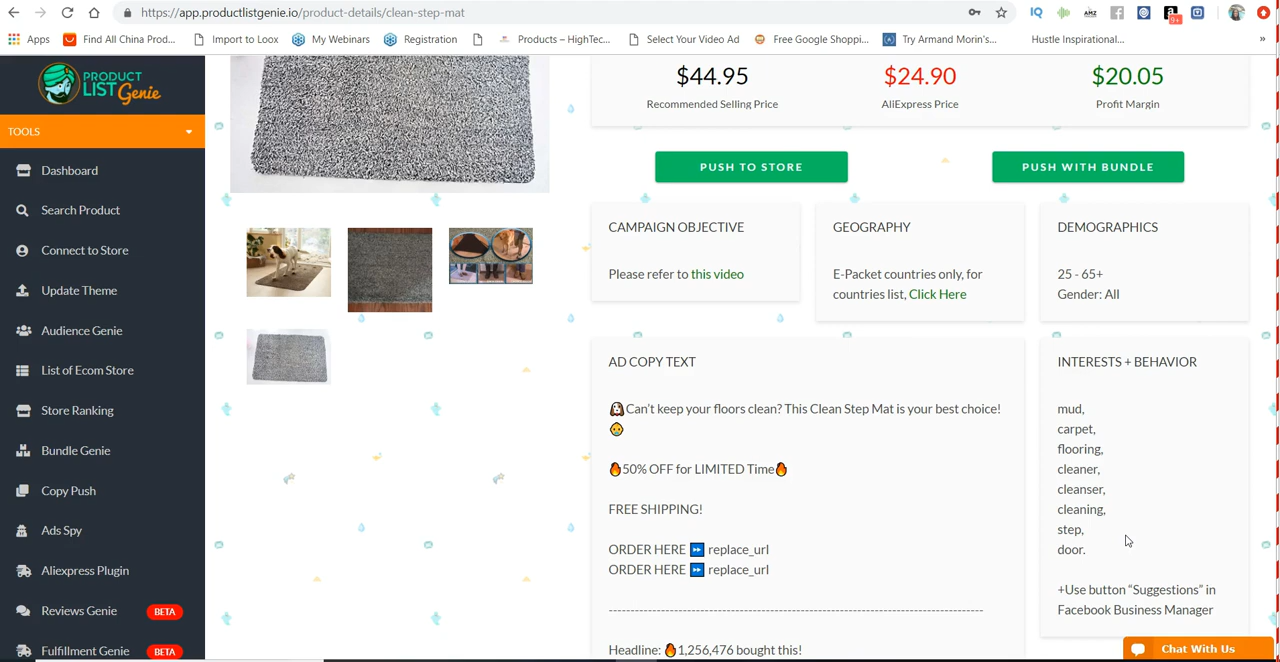 https://app.productlistgenie.io/product-details/clean-step-mat
IQ
AMZ
9+
Apps
Find All China Prod...
Import to Loox
My Webinars
Registration
Products – HighTec...
Select Your Video Ad
Free Google Shoppi...
Try Armand Morin's...
Hustle Inspirational...
»
PRODUCT
LIST Genie
TOOLS
Dashboard
Search Product
Connect to Store
Update Theme
Audience Genie
List of Ecom Store
Store Ranking
Bundle Genie
Copy Push
Ads Spy
Aliexpress Plugin
Reviews Genie BETA
Fulfillment Genie BETA
$44.95
Recommended Selling Price
$24.90
AliExpress Price
$20.05
Profit Margin
PUSH TO STORE
PUSH WITH BUNDLE
CAMPAIGN OBJECTIVE
Please refer to this video
GEOGRAPHY
E-Packet countries only, for
countries list, Click Here
DEMOGRAPHICS
25 - 65+
Gender: All
AD COPY TEXT
🐶Can't keep your floors clean? This Clean Step Mat is your best choice!
👶
🔥50% OFF for LIMITED Time🔥
FREE SHIPPING!
ORDER HERE ⏩ replace_url
ORDER HERE ⏩ replace_url
--------------------------------------------------------------------------------
Headline: 🔥1,256,476 bought this!
INTERESTS + BEHAVIOR
mud,
carpet,
flooring,
cleaner,
cleanser,
cleaning,
step,
door.
+Use button “Suggestions” in
Facebook Business Manager
Chat With Us